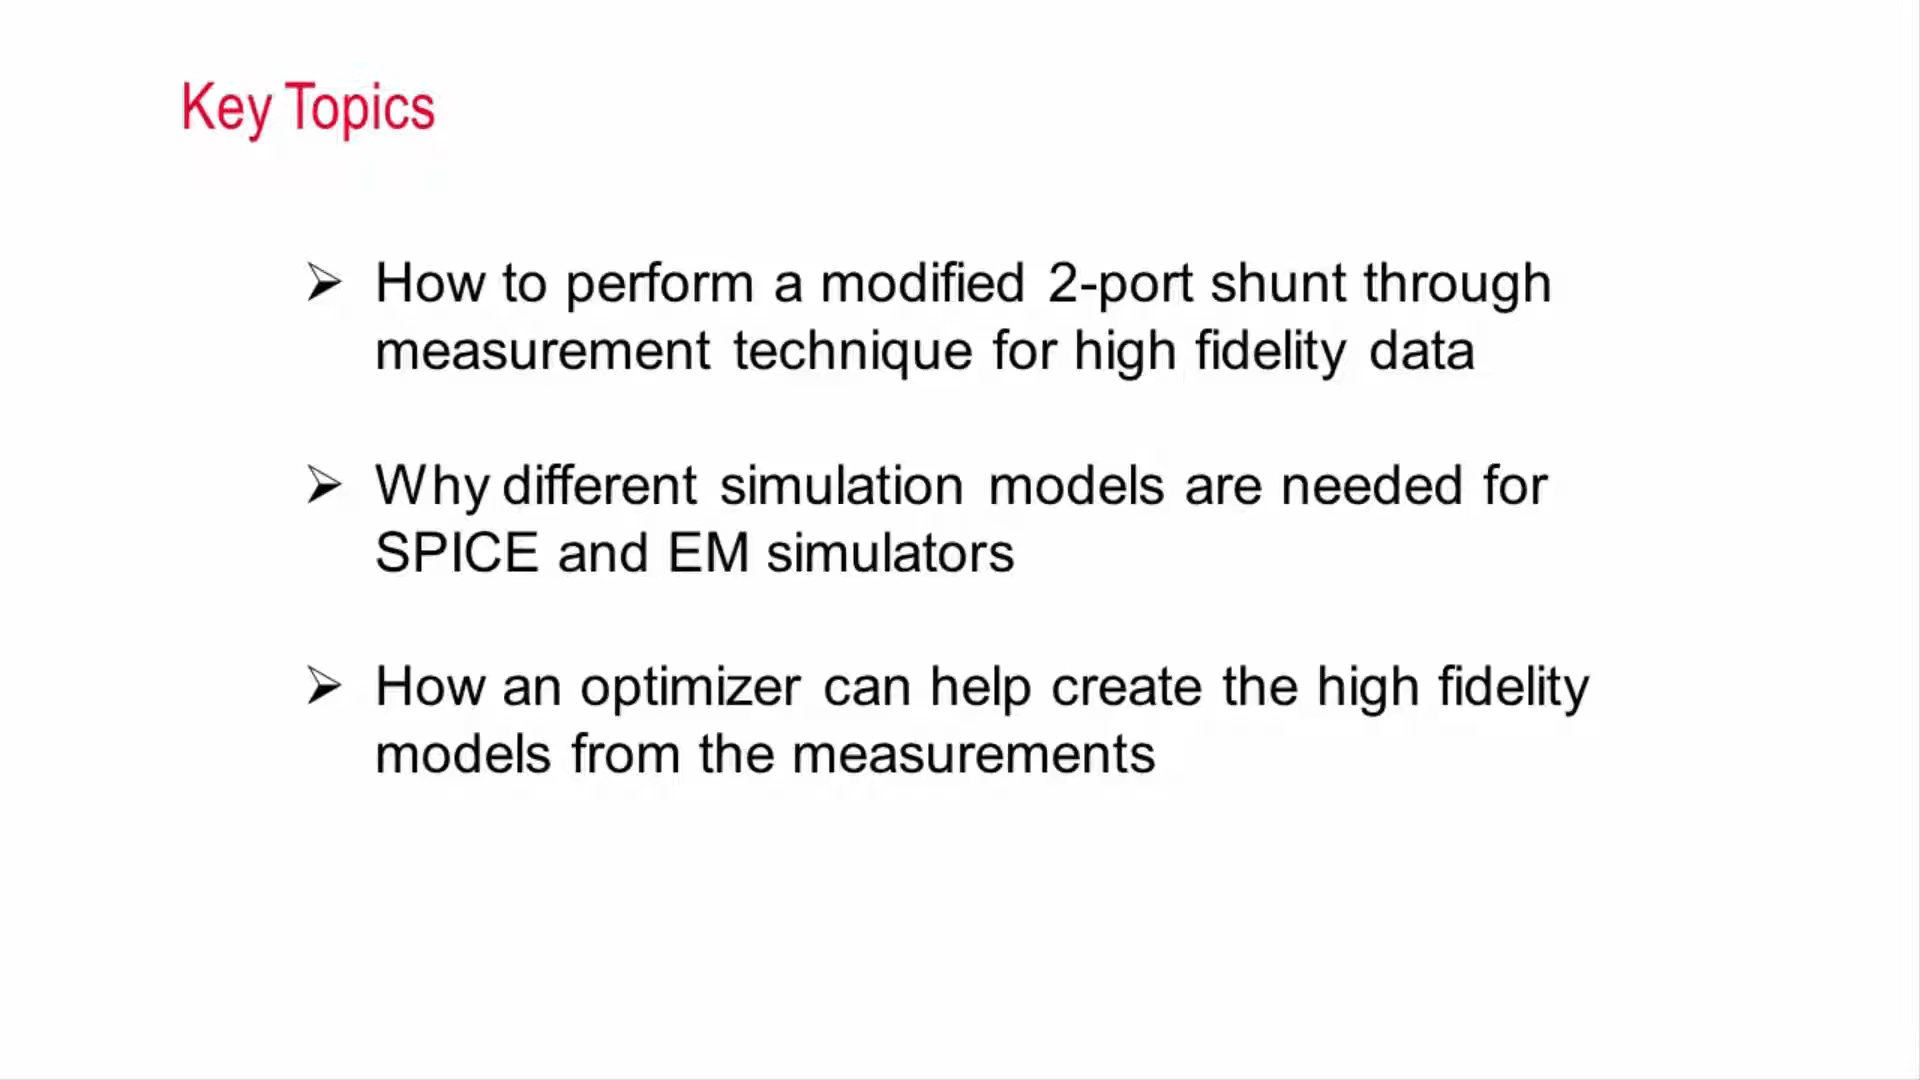 Key Topics
How to perform a modified 2-port shunt through
measurement technique for high fidelity data
Why different simulation models are needed for
SPICE and EM simulators
How an optimizer can help create the high fidelity
models from the measurements